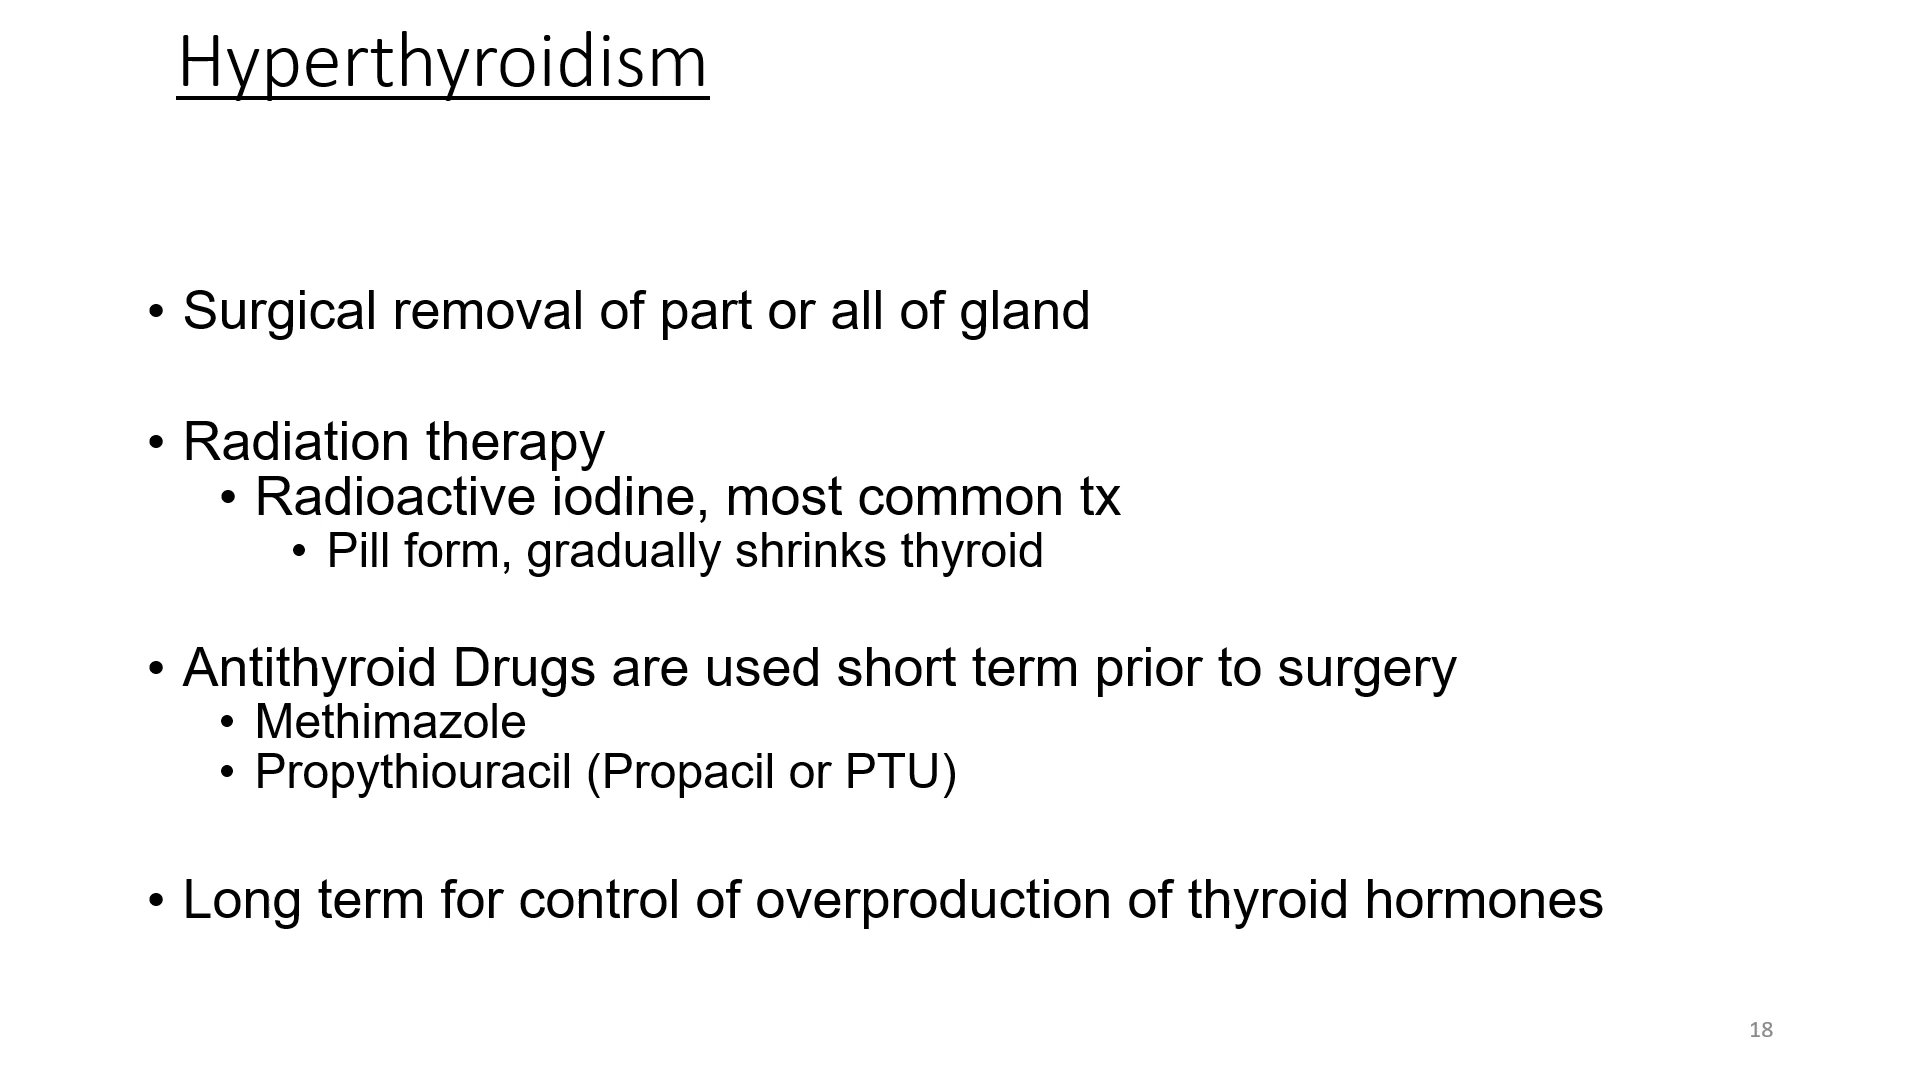 Hyperthyroidism
• Surgical removal of part or all of gland
• Radiation therapy
• Radioactive iodine, most common tx
• Pill form, gradually shrinks thyroid
• Antithyroid Drugs are used short term prior to surgery
• Methimazole
• Propythiouracil (Propacil or PTU)
• Long term for control of overproduction of thyroid hormones
18